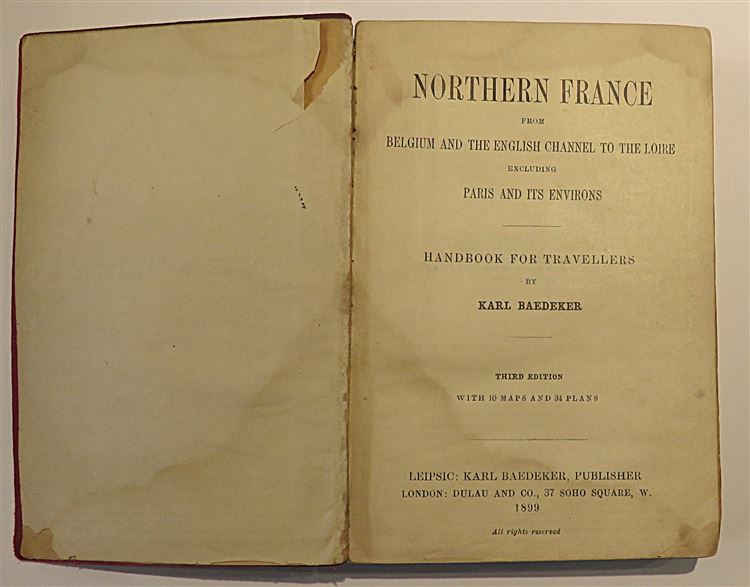 NORTHERN FRANCE
FROM
BELGIUM AND THE ENGLISH CHANNEL TO THE LOIRE
EXCLUDING
PARIS AND ITS ENVIRONS
HANDBOOK FOR TRAVELLERS
BY
KARL BAEDEKER
THIRD EDITION
WITH 10 MAPS AND 34 PLANS
LEIPSIC: KARL BAEDEKER, PUBLISHER
LONDON: DULAU AND CO., 37 SOHO SQUARE, W.
1899
All rights reserved